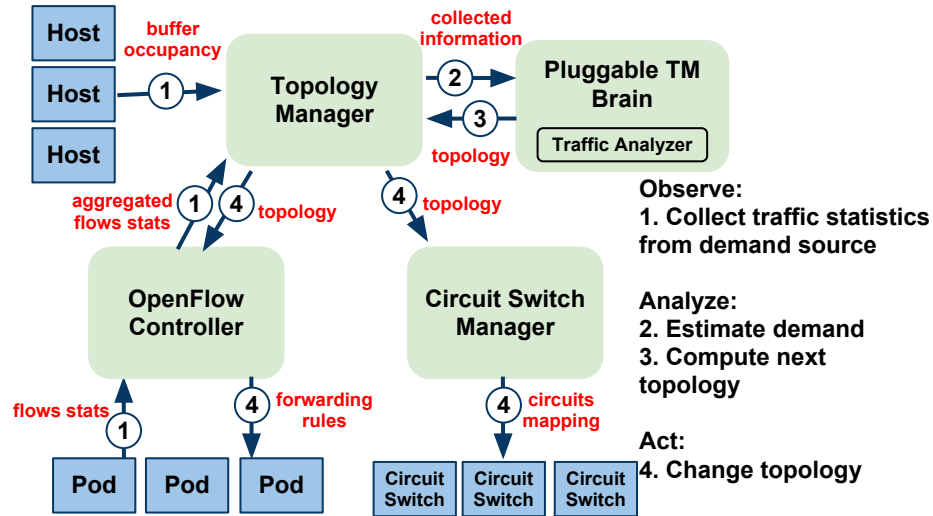 Host
Host
Host
buffer
occupancy
1
Topology
Manager
collected
information
2
3
topology
Pluggable TM
Brain
Traffic Analyzer
aggregated
flows stats
1
4
topology
4
topology
OpenFlow
Controller
Circuit Switch
Manager
flows stats
1
4
forwarding
rules
4
circuits
mapping
Pod
Pod
Pod
Circuit
Switch
Circuit
Switch
Circuit
Switch
Observe:
1. Collect traffic statistics
from demand source
Analyze:
2. Estimate demand
3. Compute next
topology
Act:
4. Change topology